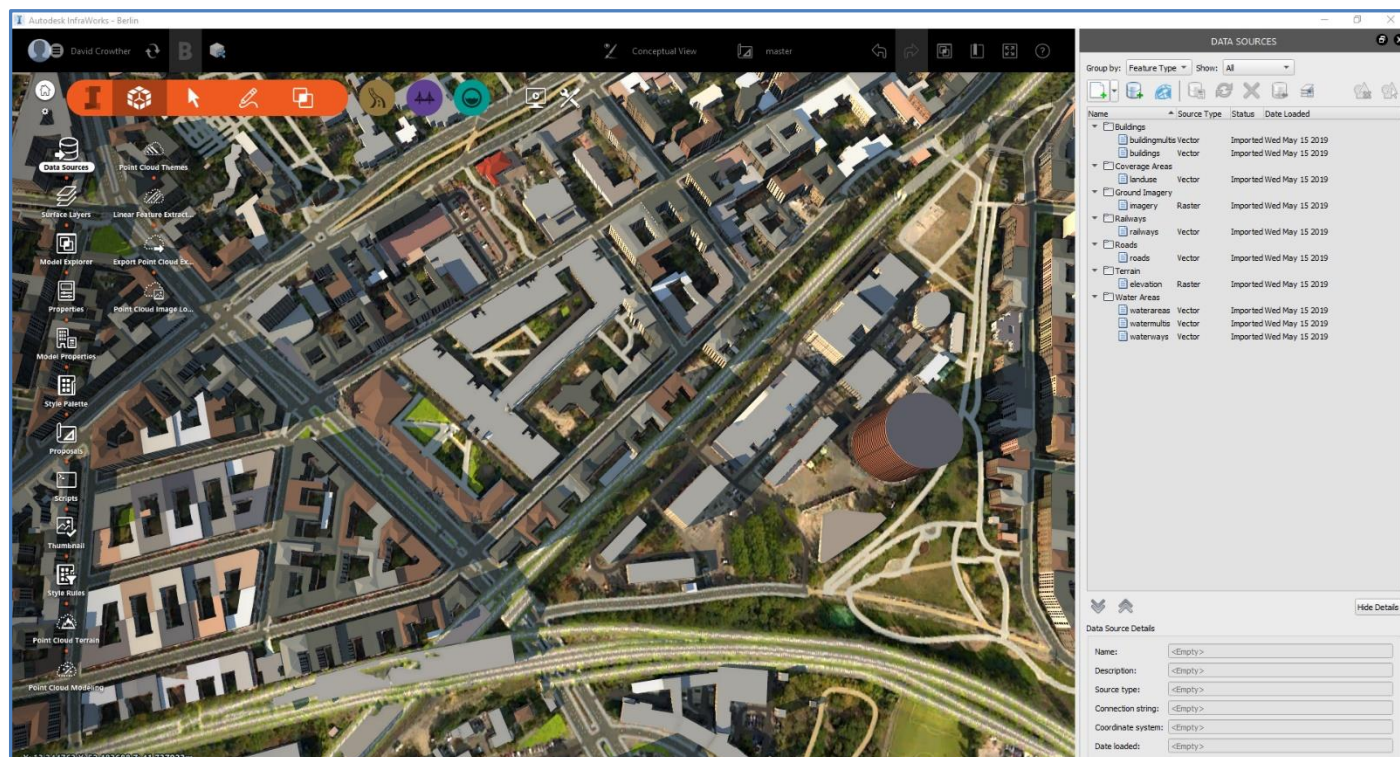 Autodesk InfraWorks - Berlin
David Crowther
B
Conceptual View
master
DATA SOURCES
Group by: Feature Type Show: All
Name Source Type Status Date Loaded
Buildings
buildingmultis Vector Imported Wed May 15 2019
buildings Vector Imported Wed May 15 2019
Coverage Areas
landuse Vector Imported Wed May 15 2019
Ground Imagery
imagery Raster Imported Wed May 15 2019
Railways
railways Vector Imported Wed May 15 2019
Roads
roads Vector Imported Wed May 15 2019
Terrain
elevation Raster Imported Wed May 15 2019
Water Areas
waterareas Vector Imported Wed May 15 2019
watermultis Vector Imported Wed May 15 2019
waterways Vector Imported Wed May 15 2019
Hide Details
Data Source Details
Name: <Empty>
Description: <Empty>
Source type: <Empty>
Connection string: <Empty>
Coordinate system: <Empty>
Date loaded: <Empty>
Data Sources
Point Cloud Themes
Surface Layers
Linear Feature Extract...
Model Explorer
Export Point Cloud Ex...
Properties
Point Cloud Image Lo...
Model Properties
Style Palette
Proposals
Scripts
Thumbnail
Style Rules
Point Cloud Terrain
Point Cloud Modeling